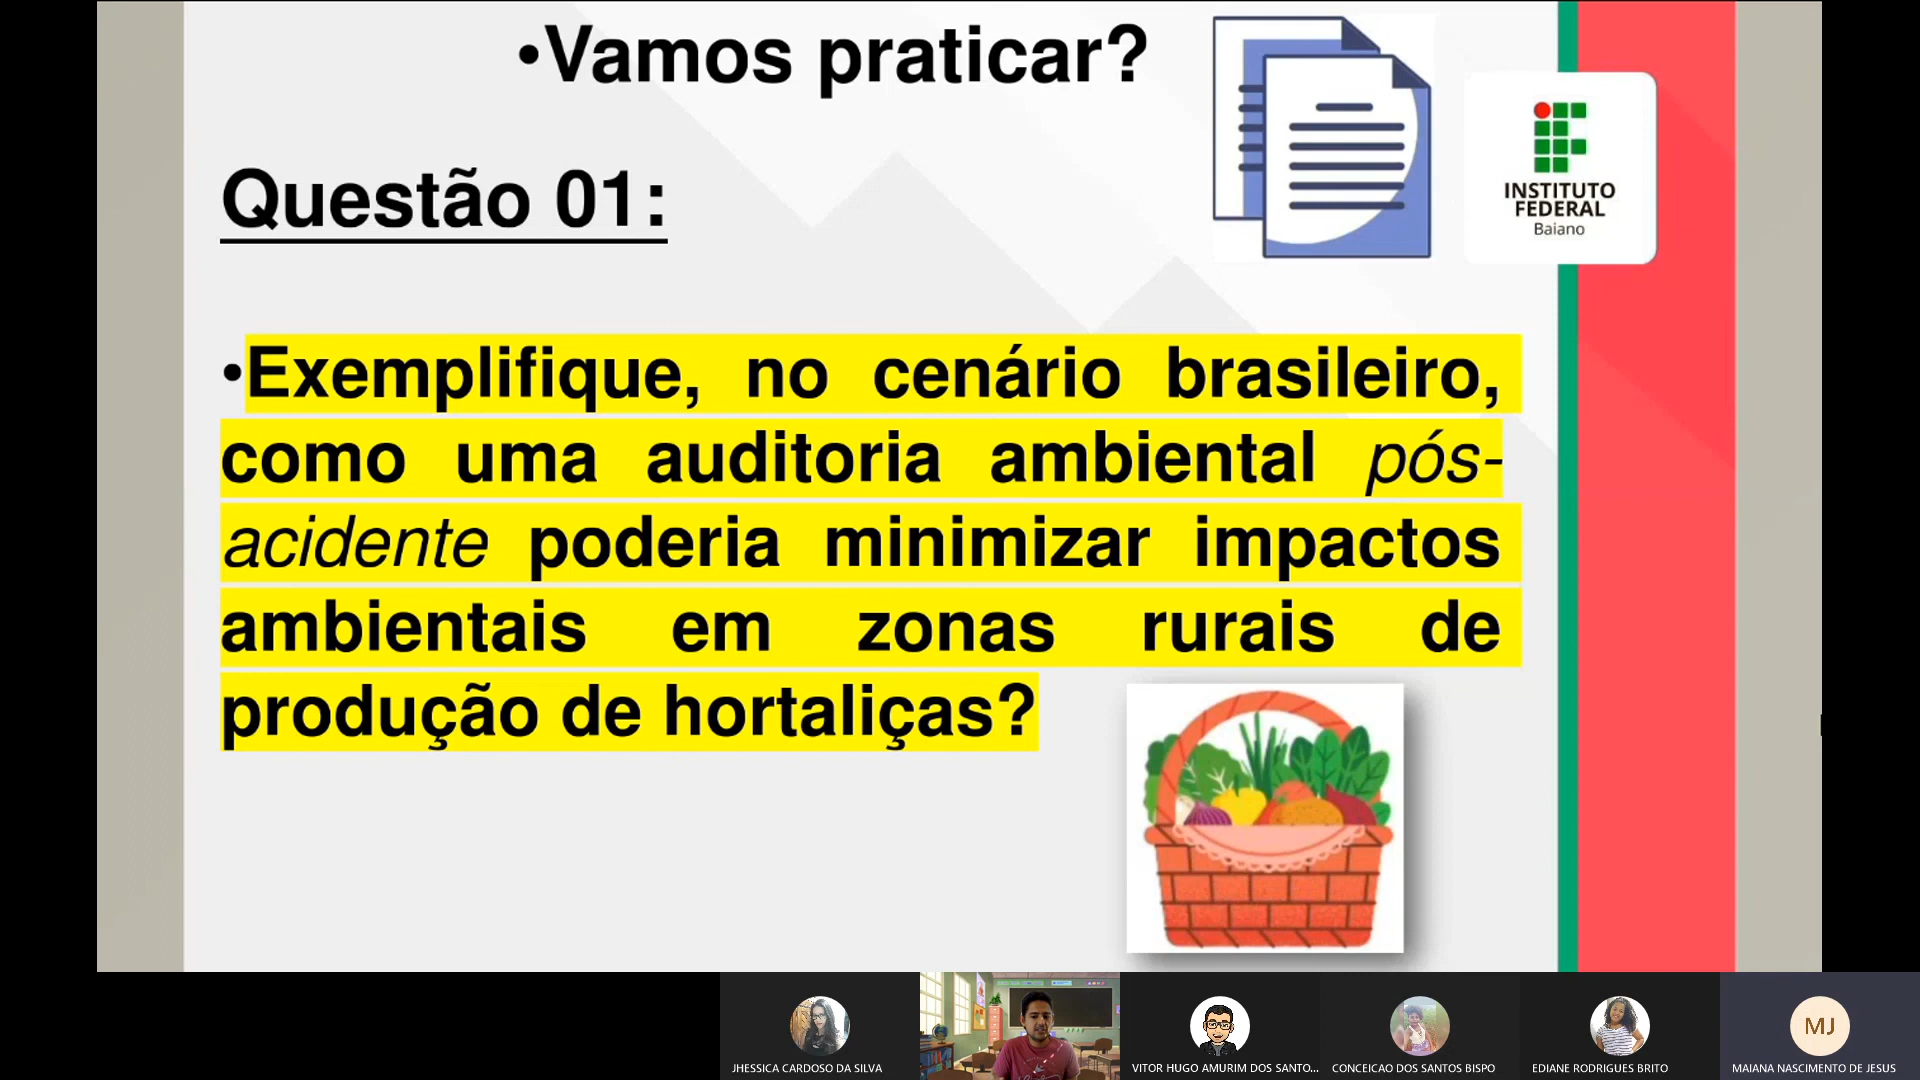 •Vamos praticar?
INSTITUTO
FEDERAL
Baiano
Questão 01:
•Exemplifique, no cenário brasileiro,
como uma auditoria ambiental pós-
acidente poderia minimizar impactos
ambientais em zonas rurais de
produção de hortaliças?
JHESSICA CARDOSO DA SILVA
VITOR HUGO AMURIM DOS SANTO...
CONCEICAO DOS SANTOS BISPO
EDIANE RODRIGUES BRITO
MJ
MAIANA NASCIMENTO DE JESUS